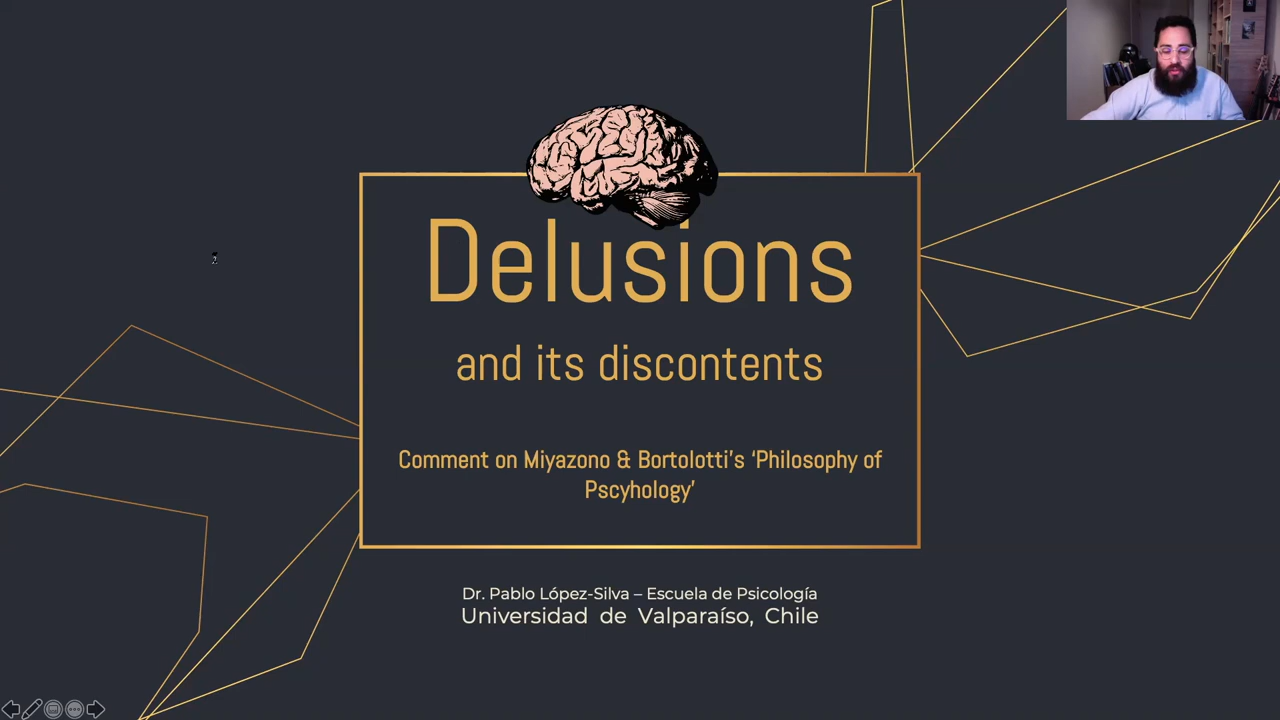 Delusions
and its discontents
Comment on Miyazono & Bortolotti's 'Philosophy of
Pscyhology'
Dr. Pablo López-Silva – Escuela de Psicología
Universidad de Valparaíso, Chile